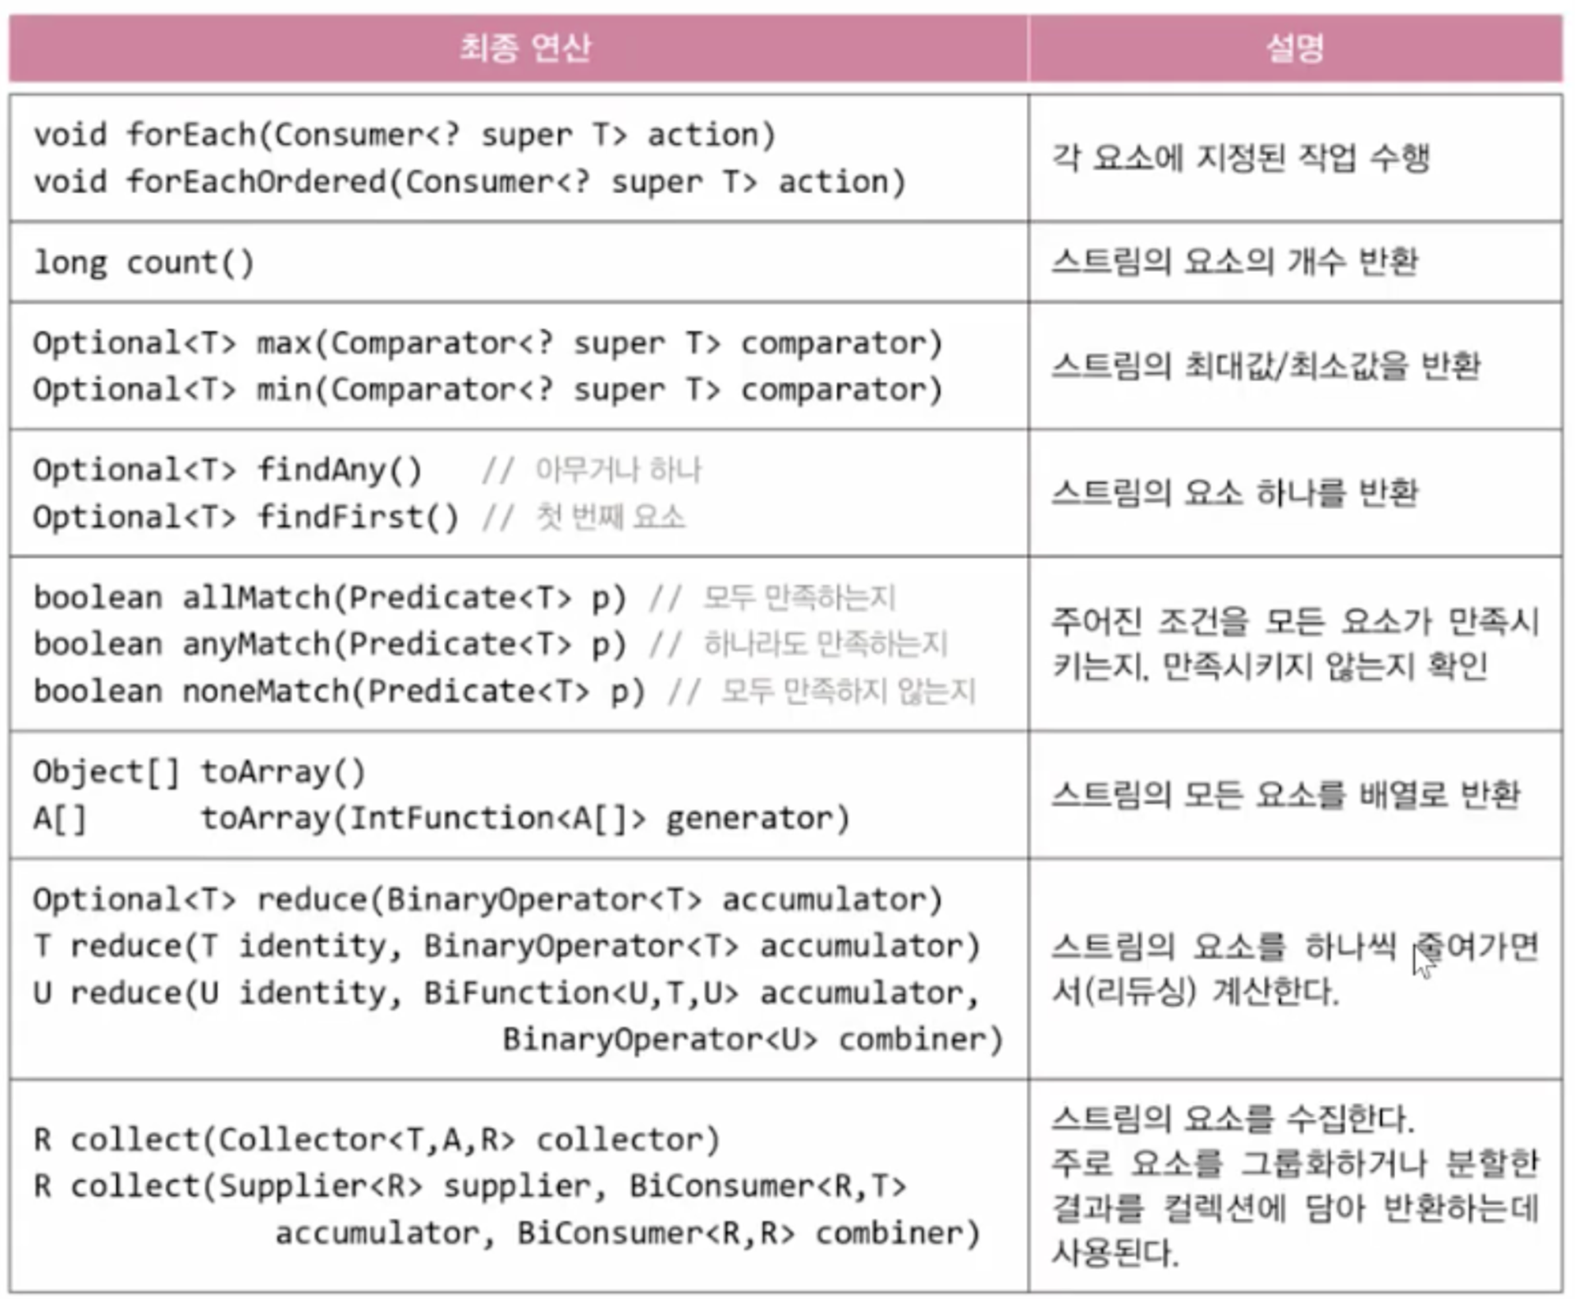 최종 연산
설명
void forEach(Consumer<? super T> action)
void forEachOrdered(Consumer<? super T> action)
각 요소에 지정된 작업 수행
long count()
스트림의 요소의 개수 반환
Optional<T> max(Comparator<? super T> comparator)
Optional<T> min(Comparator<? super T> comparator)
스트림의 최대값/최소값을 반환
Optional<T> findAny() // 아무거나 하나
Optional<T> findFirst() // 첫 번째 요소
스트림의 요소 하나를 반환
boolean allMatch(Predicate<T> p) // 모두 만족하는지
boolean anyMatch(Predicate<T> p) // 하나라도 만족하는지
boolean noneMatch(Predicate<T> p) // 모두 만족하지 않는지
주어진 조건을 모든 요소가 만족시
키는지, 만족시키지 않는지 확인
Object[] toArray()
A[] toArray(IntFunction<A[]> generator)
스트림의 모든 요소를 배열로 반환
Optional<T> reduce(BinaryOperator<T> accumulator)
T reduce(T identity, BinaryOperator<T> accumulator)
U reduce(U identity, BiFunction<U,T,U> accumulator,
BinaryOperator<U> combiner)
스트림의 요소를 하나씩 줄여가면
서(리듀싱) 계산한다.
R collect(Collector<T,A,R> collector)
R collect(Supplier<R> supplier, BiConsumer<R,T>
accumulator, BiConsumer<R,R> combiner)
스트림의 요소를 수집한다.
주로 요소를 그룹화하거나 분할한
결과를 컬렉션에 담아 반환하는데
사용된다.